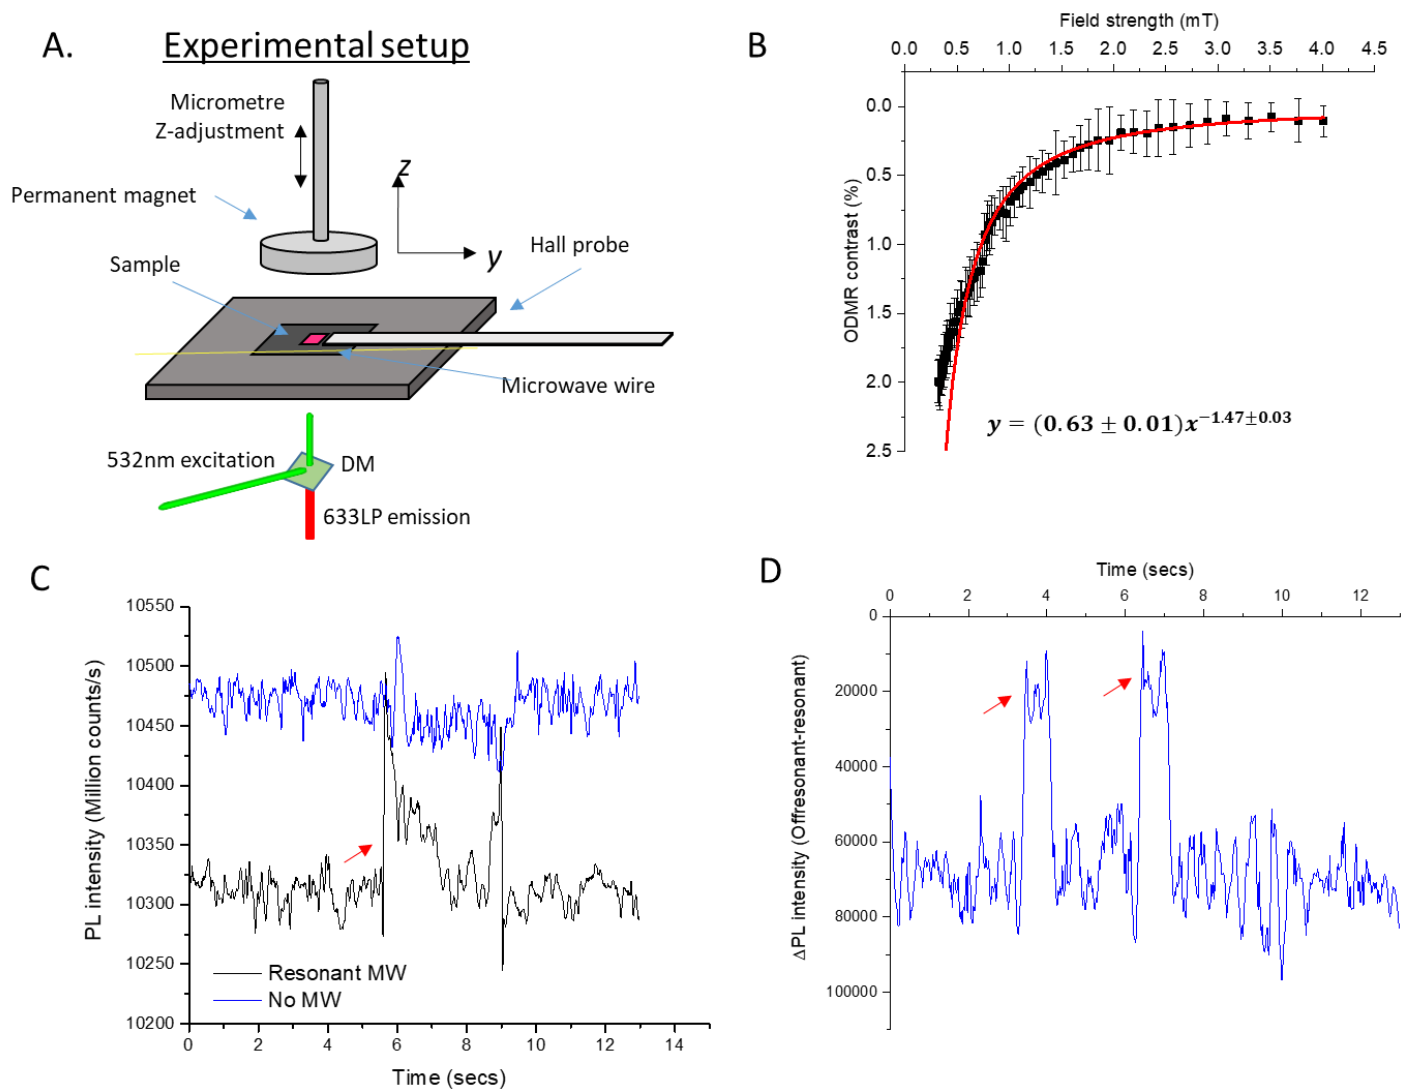 A.
Experimental setup
Micrometre
Z-adjustment
z
Permanent magnet
y
Hall probe
Sample
Microwave wire
532nm excitation
DM
633LP emission
B
Field strength (mT)
0.0 0.5 1.0 1.5 2.0 2.5 3.0 3.5 4.0 4.5
ODMR contrast (%)
0.0
0.5
1.0
1.5
2.0
2.5
y = (0.63 ± 0.01)x^−1.47±0.03
C
PL intensity (Million counts/s)
10550
10500
10450
10400
10350
10300
10250
10200
Resonant MW
No MW
0 2 4 6 8 10 12 14
Time (secs)
D
Time (secs)
0 2 4 6 8 10 12
ΔPL intensity (Offresonant-resonant)
0
20000
40000
60000
80000
100000